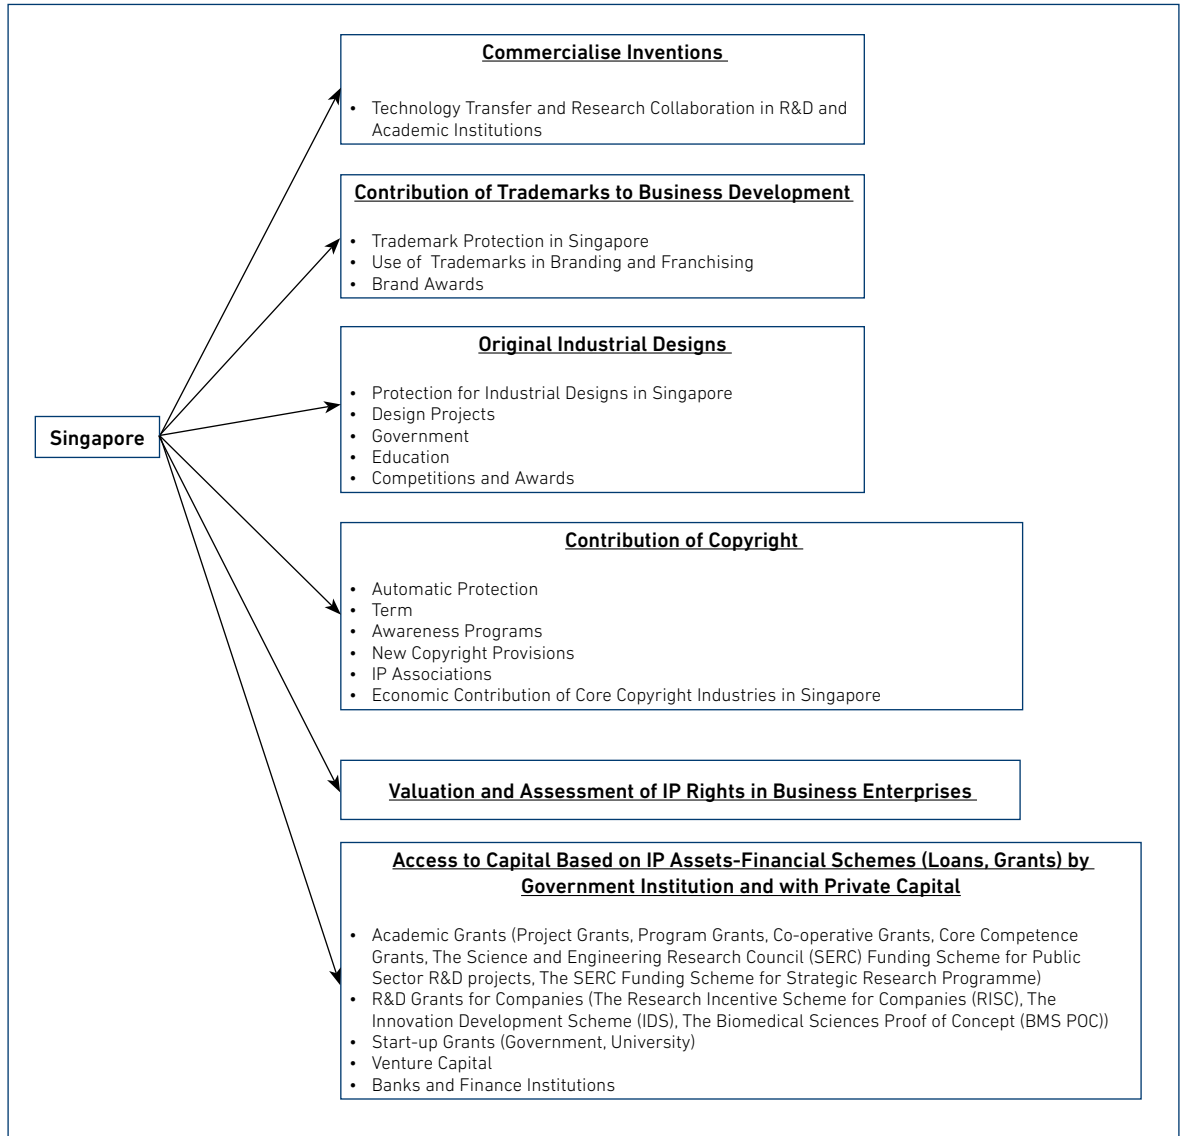 Commercialise Inventions
• Technology Transfer and Research Collaboration in R&D and
Academic Institutions
Contribution of Trademarks to Business Development
• Trademark Protection in Singapore
• Use of Trademarks in Branding and Franchising
• Brand Awards
Original Industrial Designs
• Protection for Industrial Designs in Singapore
• Design Projects
• Government
• Education
• Competitions and Awards
Singapore
Contribution of Copyright
• Automatic Protection
• Term
• Awareness Programs
• New Copyright Provisions
• IP Associations
• Economic Contribution of Core Copyright Industries in Singapore
Valuation and Assessment of IP Rights in Business Enterprises
Access to Capital Based on IP Assets-Financial Schemes (Loans, Grants) by
Government Institution and with Private Capital
• Academic Grants (Project Grants, Program Grants, Co-operative Grants, Core Competence
Grants, The Science and Engineering Research Council (SERC) Funding Scheme for Public
Sector R&D projects, The SERC Funding Scheme for Strategic Research Programme)
• R&D Grants for Companies (The Research Incentive Scheme for Companies (RISC), The
Innovation Development Scheme (IDS), The Biomedical Sciences Proof of Concept (BMS POC))
• Start-up Grants (Government, University)
• Venture Capital
• Banks and Finance Institutions